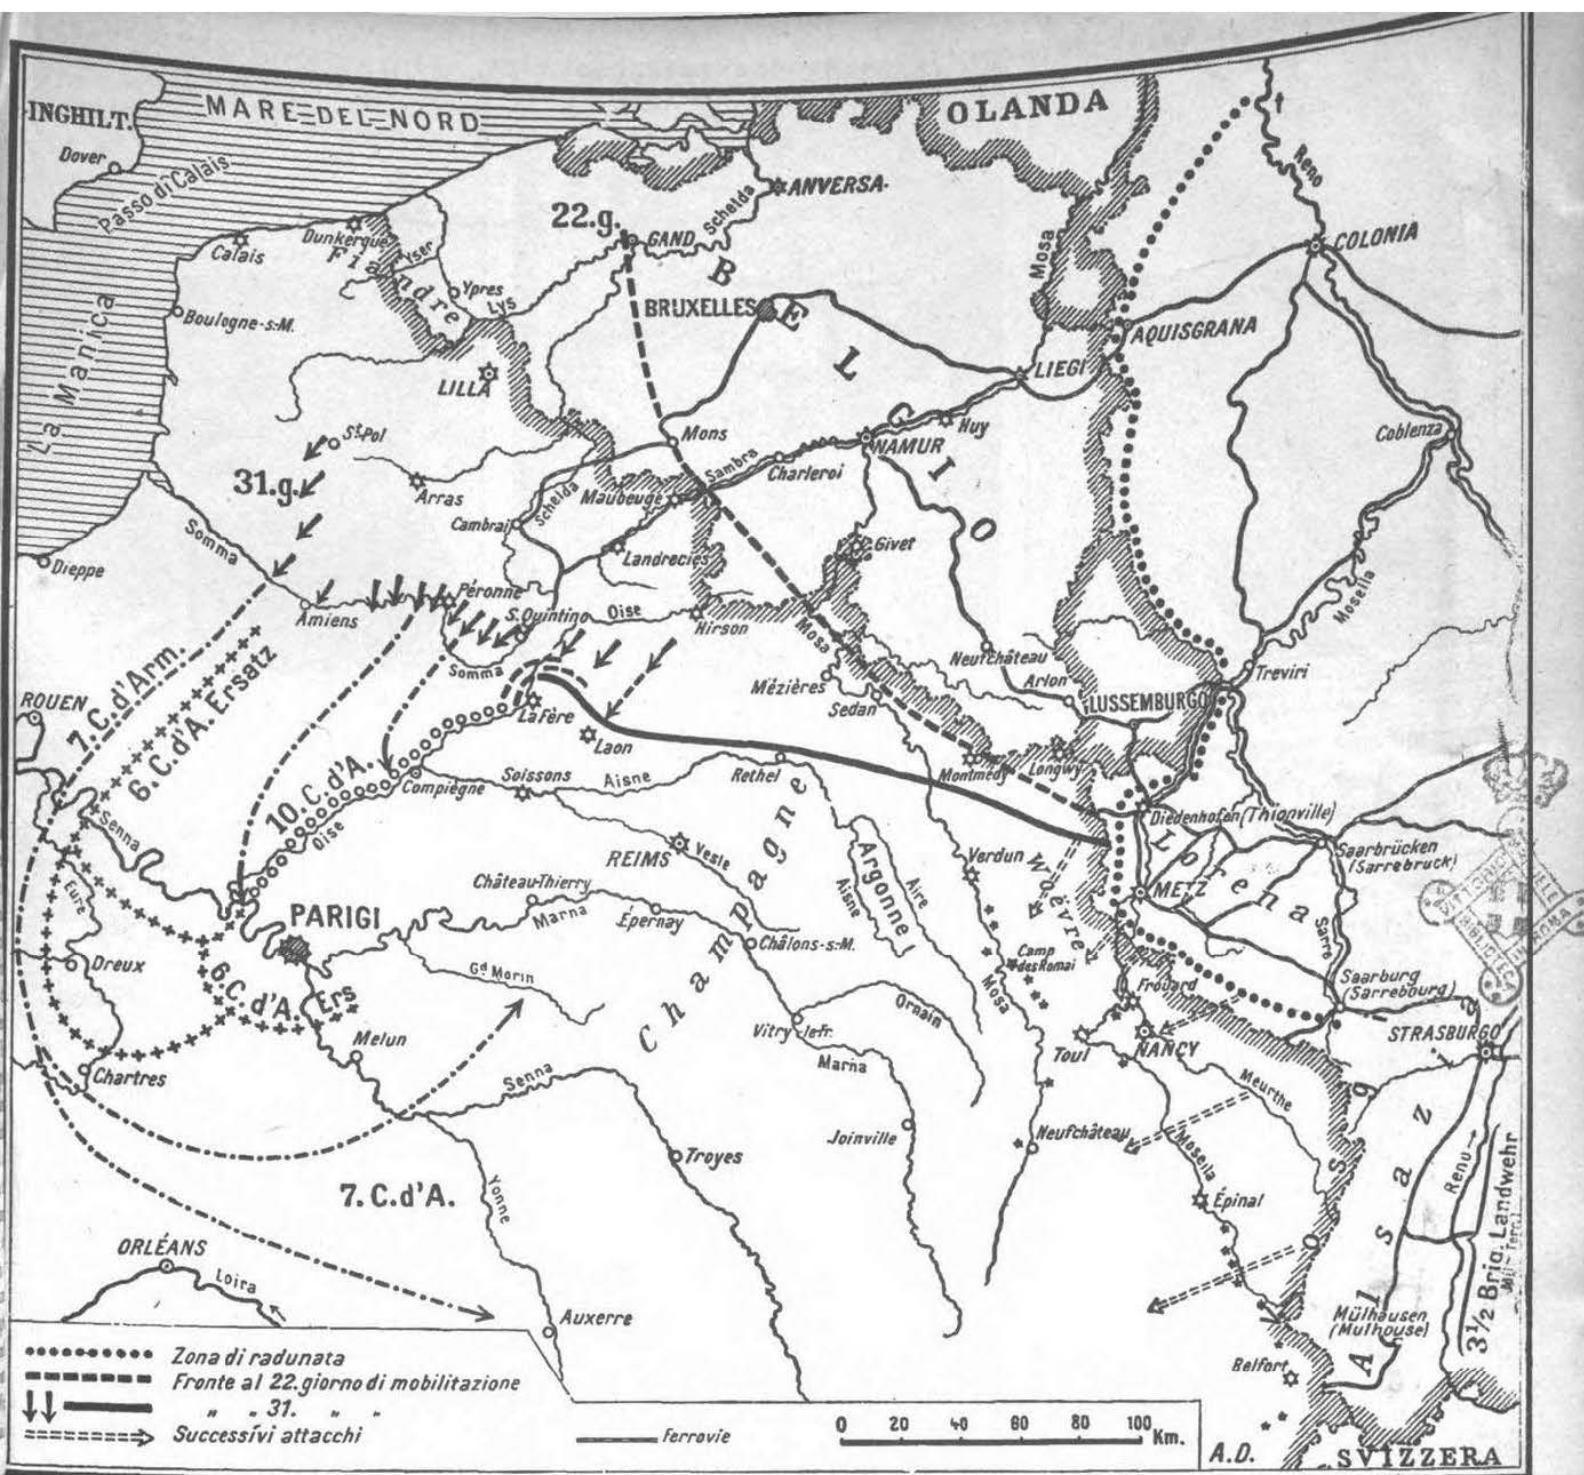 INGHILT.
MARE DEL NORD
OLANDA
Dover
Passo di Calais
Reno
ANVERSA
Schelda
22.g.
GAND
COLONIA
Dunkerque
Calais
Fiandre
Yser
Ypres
Lys
Mosa
BELGIO
BRUXELLES
Boulogne-s-M.
La Manica
AQUISGRANA
LILLA
LIEGI
St Pol
Mons
NAMUR
Huy
Coblenza
31.g.
Arras
Sambra
Charleroi
Maubeuge
Schelda
Cambrai
Somma
Landrecies
Givet
Dieppe
Mosella
Amiens
Péronne
S.Quintino
Oise
Hirson
Mosa
Somma
Neufchâteau
Arlon
Treviri
Mézières
Sedan
LUSSEMBURGO
ROUEN
7.C.d'Arm.
6.C.d'A.Ersatz
La Fère
Laon
10.C.d'A.
Compiègne
Soissons
Aisne
Rethel
Montmédy
Longwy
Oise
Senna
Diedenhofen (Thionville)
Lorena
Saarbrücken
(Sarrebruck)
REIMS
Vesle
Argonne
Aisne
Aire
Verdun
Woëvre
METZ
Eure
Château-Thierry
Marna
Épernay
Champagne
Châlons-s-M.
PARIGI
Sarre
Dreux
Gd Morin
Camp
des Romai
Mosa
Frouard
Saarburg
(Sarrebourg)
6.C.d'A. Ers
Ornain
Melun
Vitry-le-fr.
Marna
Toul
NANCY
STRASBURGO
Chartres
Senna
Meurthe
Vosg
Joinville
Neufchâteau
Mosella
Troyes
Alsaz
Reno
7.C.d'A.
Yonne
Épinal
3½ Brig. Landwehr
ORLÉANS
Loira
Auxerre
Mülhausen
(Mulhouse)
Belfort
Zona di radunata
Fronte al 22.giorno di mobilitazione
" " 31. " "
Successivi attacchi
Ferrovie
0 20 40 60 80 100
Km.
A.D.
SVIZZERA